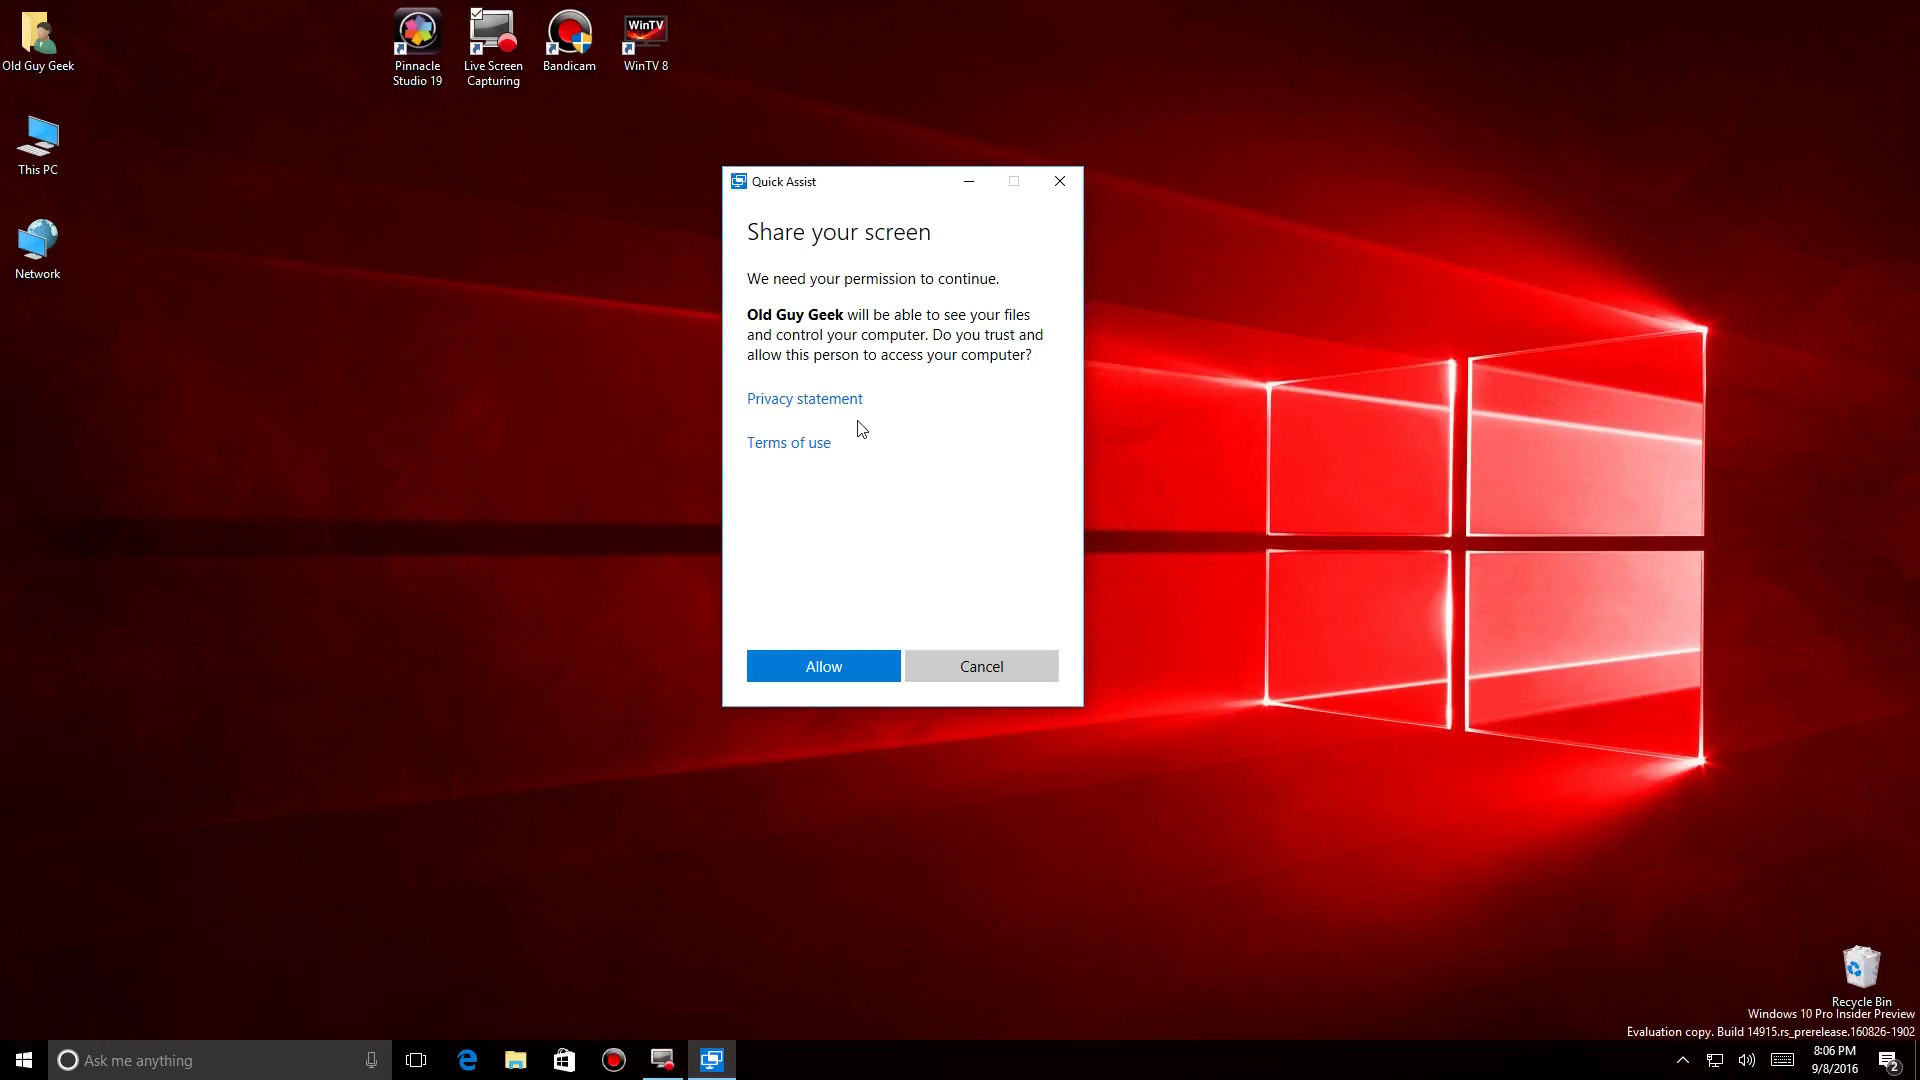 Old Guy Geek
Pinnacle
Studio 19
Live Screen
Capturing
Bandicam
WinTV
WinTV 8
This PC
Network
Quick Assist
Share your screen
We need your permission to continue.
Old Guy Geek will be able to see your files
and control your computer. Do you trust and
allow this person to access your computer?
Privacy statement
Terms of use
Allow
Cancel
Recycle Bin
Windows 10 Pro Insider Preview
Evaluation copy. Build 14915.rs_prerelease.160826-1902
Ask me anything
8:06 PM
9/8/2016
2